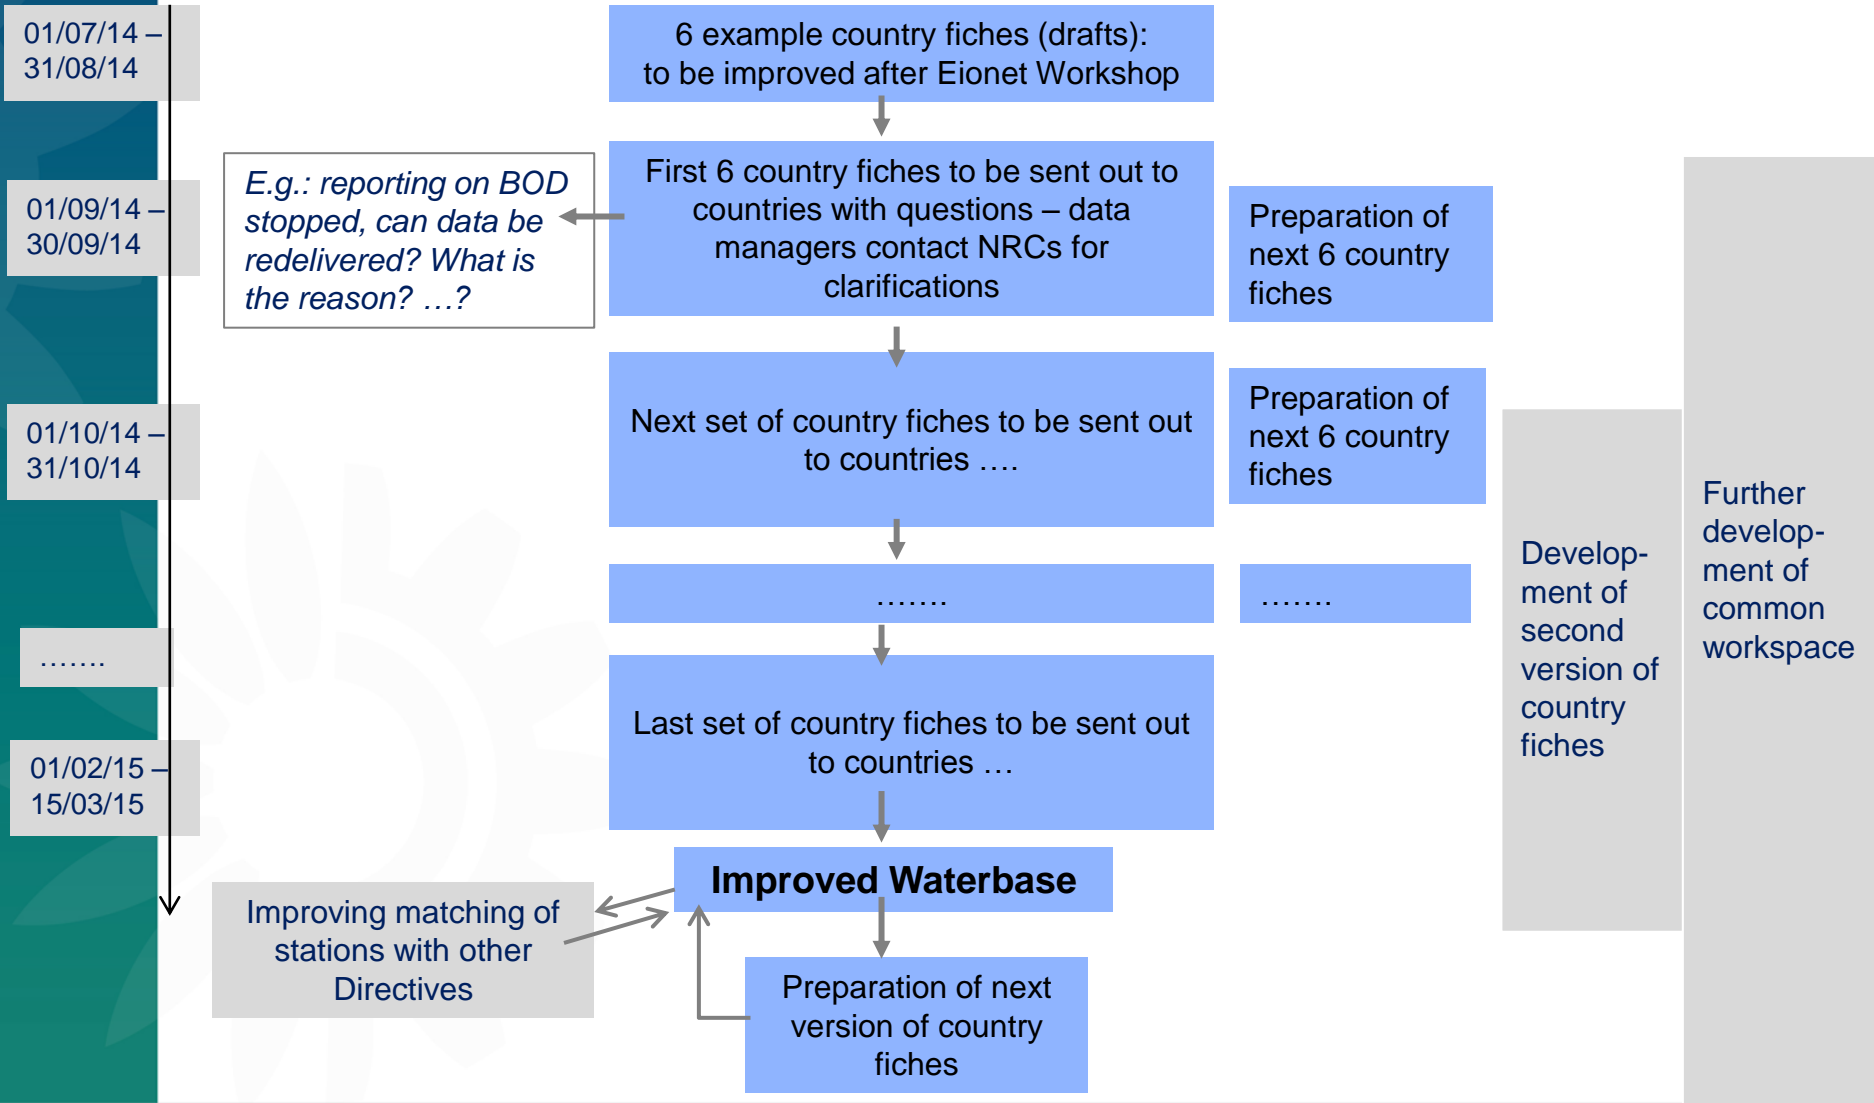 01/07/14 –
31/08/14
6 example country fiches (drafts):
to be improved after Eionet Workshop
01/09/14 –
30/09/14
E.g.: reporting on BOD
stopped, can data be
redelivered? What is
the reason? …?
First 6 country fiches to be sent out to
countries with questions – data
managers contact NRCs for
clarifications
Preparation of
next 6 country
fiches
01/10/14 –
31/10/14
Next set of country fiches to be sent out
to countries ….
Preparation of
next 6 country
fiches
Develop-
ment of
second
version of
country
fiches
Further
develop-
ment of
common
workspace
…….
…….
…….
01/02/15 –
15/03/15
Last set of country fiches to be sent out
to countries …
Improved Waterbase
Improving matching of
stations with other
Directives
Preparation of next
version of country
fiches